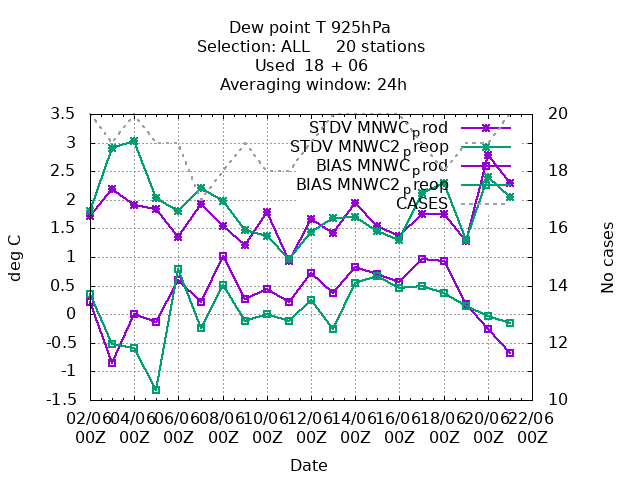 Dew point T 925hPa
Selection: ALL 20 stations
Used 18 + 06
Averaging window: 24h
STDV MNWC_prod
STDV MNWC2_preop
BIAS MNWC_prod
BIAS MNWC2_preop
CASES
3.5
3
2.5
2
1.5
1
0.5
0
-0.5
-1
-1.5
deg C
20
18
16
14
12
10
No cases
02/06 04/06 06/06 08/06 10/06 12/06 14/06 16/06 18/06 20/06 22/06
00Z 00Z 00Z 00Z 00Z 00Z 00Z 00Z 00Z 00Z 00Z
Date